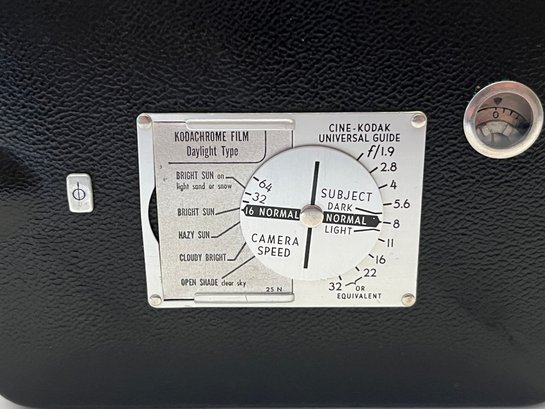 KODACHROME FILM
Daylight Type
BRIGHT SUN on
light sand or snow
BRIGHT SUN
HAZY SUN
CLOUDY BRIGHT
OPEN SHADE clear sky
25 N
64
32
16 NORMAL
CAMERA
SPEED
SUBJECT
DARK
NORMAL
LIGHT
CINE-KODAK
UNIVERSAL GUIDE
f/1.9
2.8
4
5.6
8
11
16
22
32
OR
EQUIVALENT
0